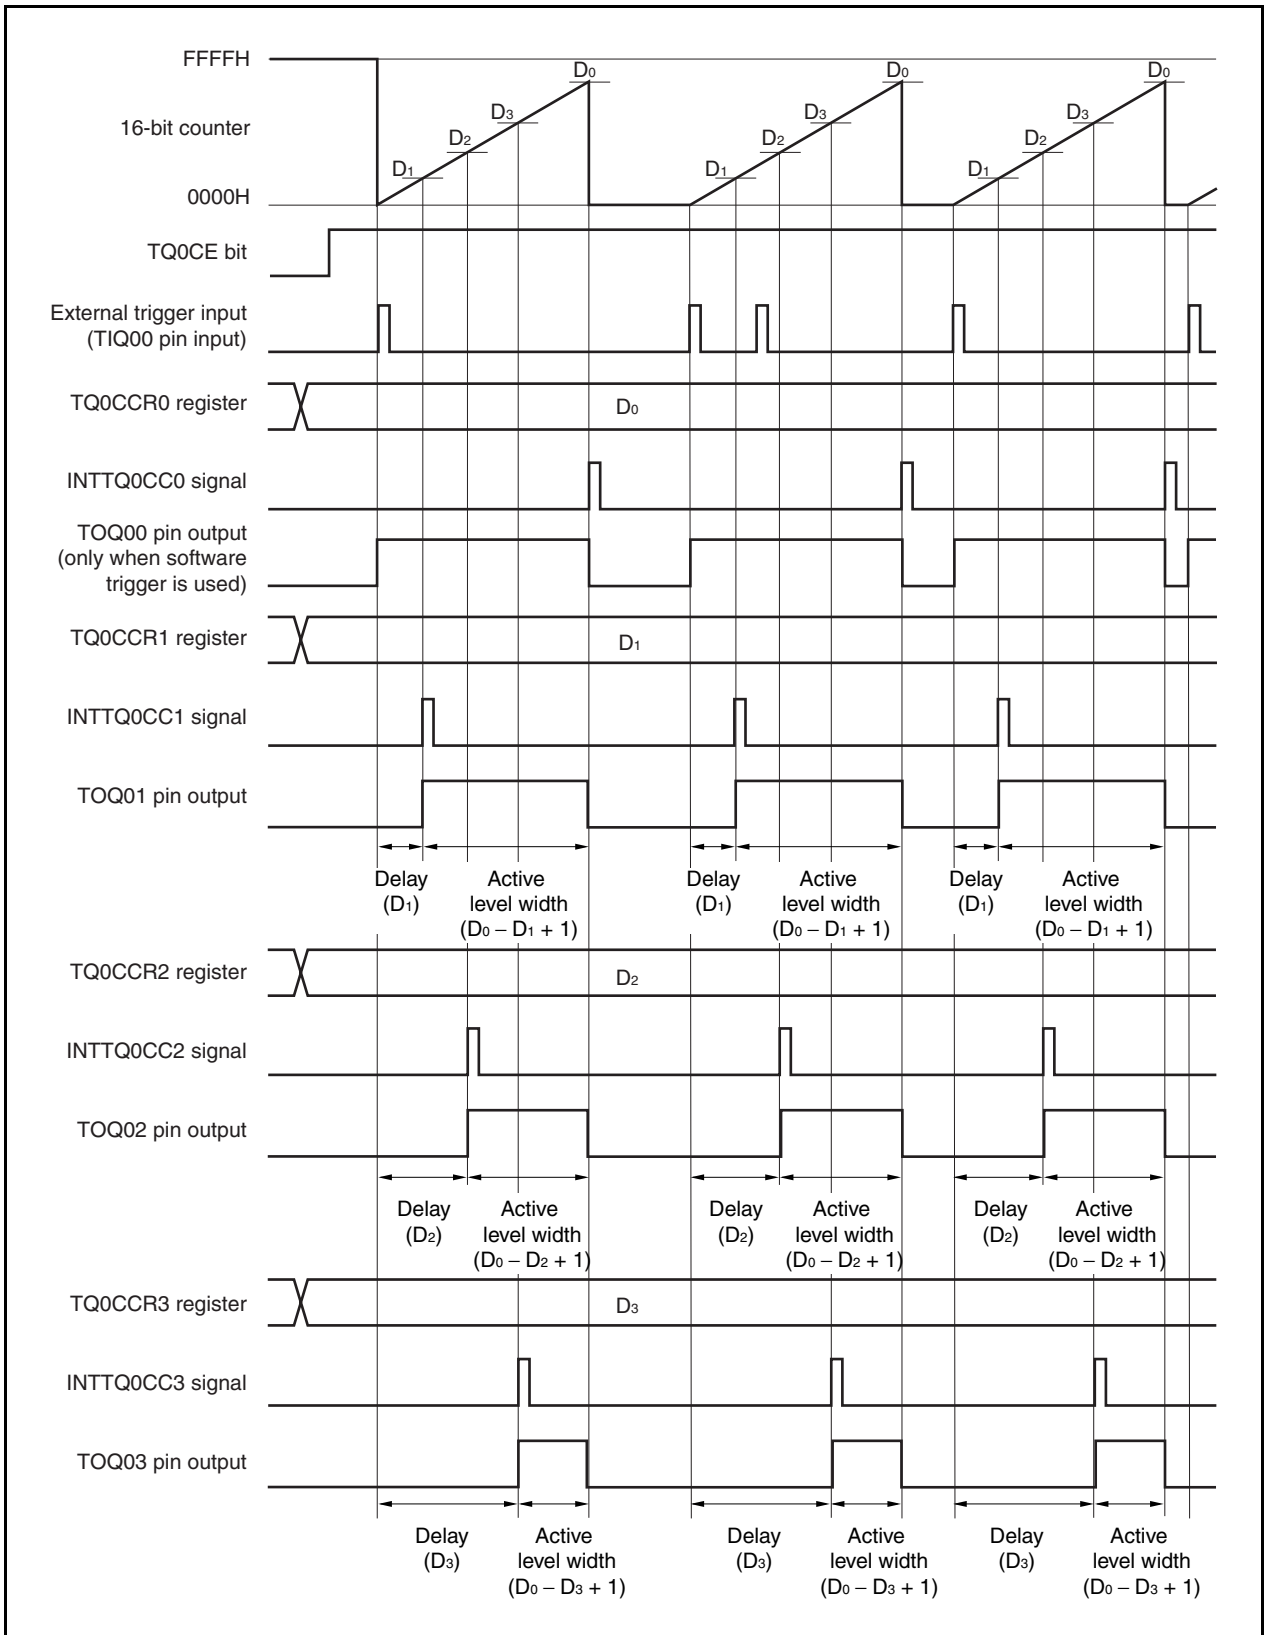 FFFFH
D0 D0 D0
D3 D3 D3
16-bit counter
D2 D2 D2
D1 D1 D1
0000H
TQ0CE bit
External trigger input
(TIQ00 pin input)
TQ0CCR0 register
D0
INTTQ0CC0 signal
TOQ00 pin output
(only when software
trigger is used)
TQ0CCR1 register
D1
INTTQ0CC1 signal
TOQ01 pin output
Delay Active Delay Active Delay Active
(D1) level width (D1) level width (D1) level width
(D0 – D1 + 1) (D0 – D1 + 1) (D0 – D1 + 1)
TQ0CCR2 register
D2
INTTQ0CC2 signal
TOQ02 pin output
Delay Active Delay Active Delay Active
(D2) level width (D2) level width (D2) level width
(D0 – D2 + 1) (D0 – D2 + 1) (D0 – D2 + 1)
TQ0CCR3 register
D3
INTTQ0CC3 signal
TOQ03 pin output
Delay Active Delay Active Delay Active
(D3) level width (D3) level width (D3) level width
(D0 – D3 + 1) (D0 – D3 + 1) (D0 – D3 + 1)